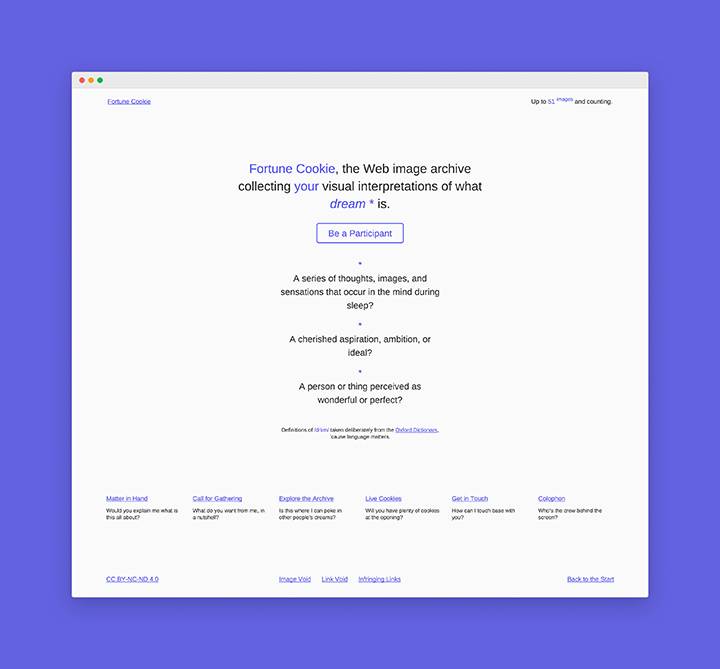 Fortune Cookie
Up to 51 images and counting.
Fortune Cookie, the Web image archive
collecting your visual interpretations of what
dream * is.
Be a Participant
*
A series of thoughts, images, and
sensations that occur in the mind during
sleep?
*
A cherished aspiration, ambition, or
ideal?
*
A person or thing perceived as
wonderful or perfect?
Definitions of /driːm/ taken deliberately from the Oxford Dictionary,
'cause language matters.
Matter in Hand
Would you explain me what is
this all about?
Call for Gathering
What do you want from me, in
a nutshell?
Explore the Archive
Is this where I can poke in
other people's dreams?
Live Cookies
Will you have plenty of cookies
at the opening?
Get in Touch
How can I touch base with
you?
Colophon
Who's the crew behind the
screen?
CC BY-NC-ND 4.0
Image Void
Link Void
Infringing Links
Back to the Start